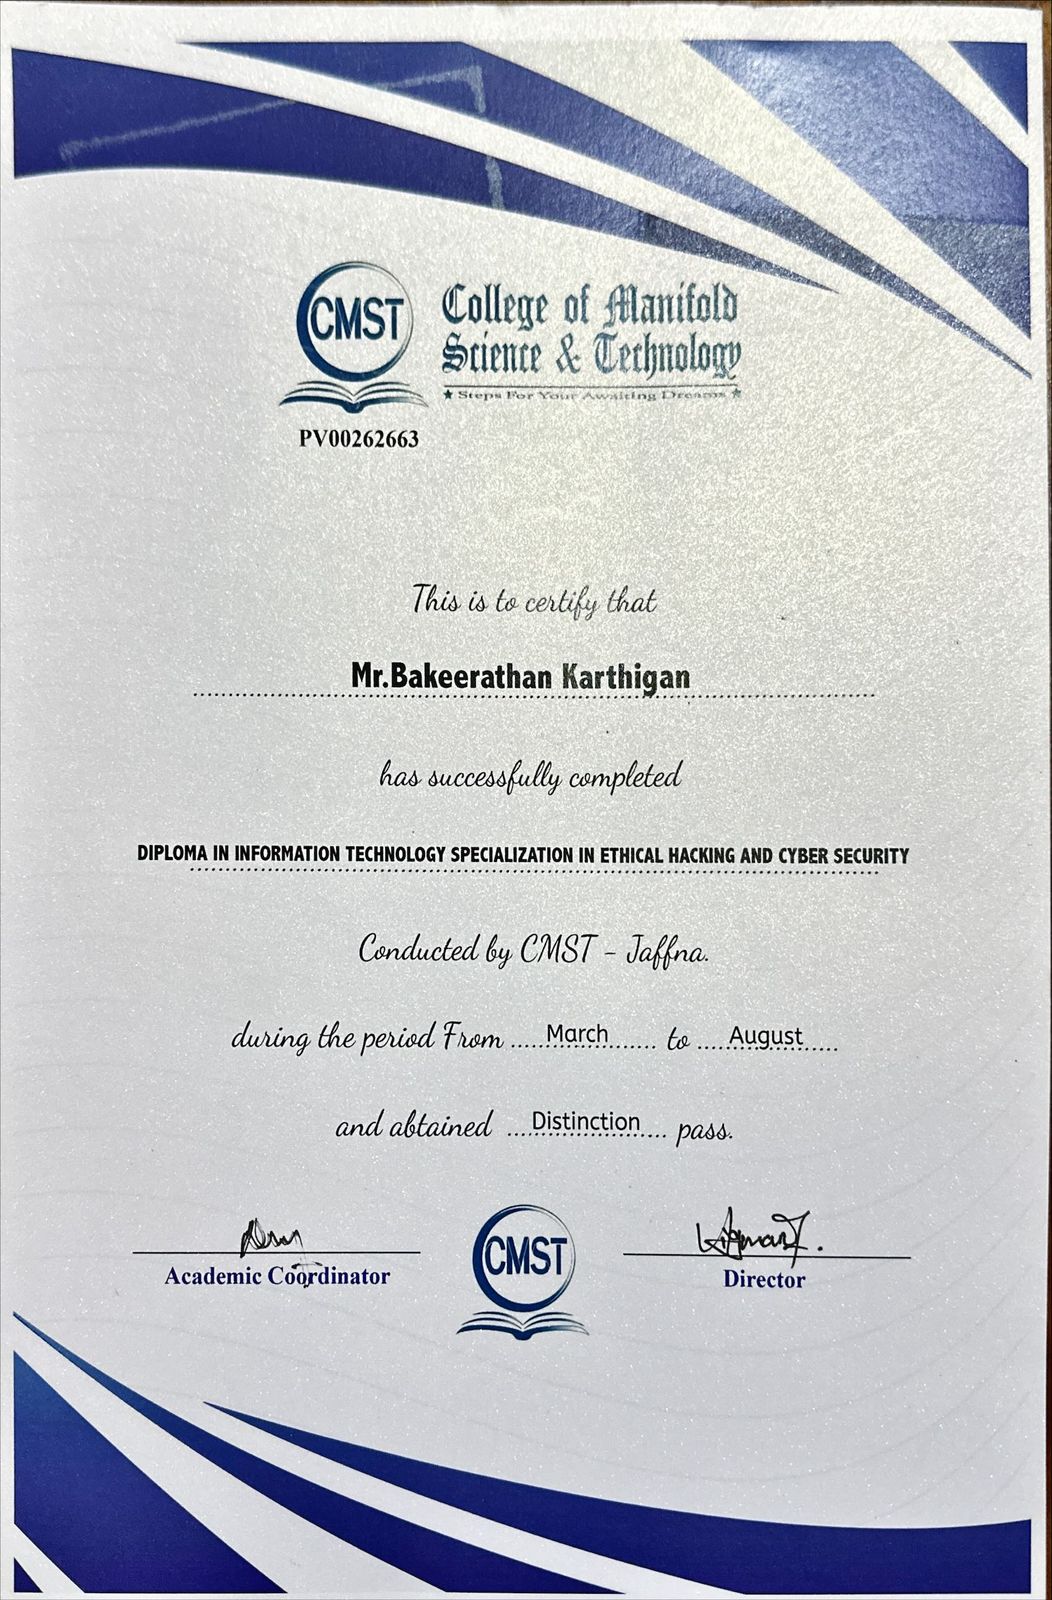 CMST
College of Manifold
Science & Technology
Steps For Your Awaiting Dreams
PV00262663
This is to certify that
Mr.Bakeerathan Karthigan
has successfully completed
DIPLOMA IN INFORMATION TECHNOLOGY SPECIALIZATION IN ETHICAL HACKING AND CYBER SECURITY
Conducted by CMST - Jaffna.
during the period From ......March....... to .....August.....
and abtained ....Distinction.... pass.
Academic Coordinator
CMST
Director